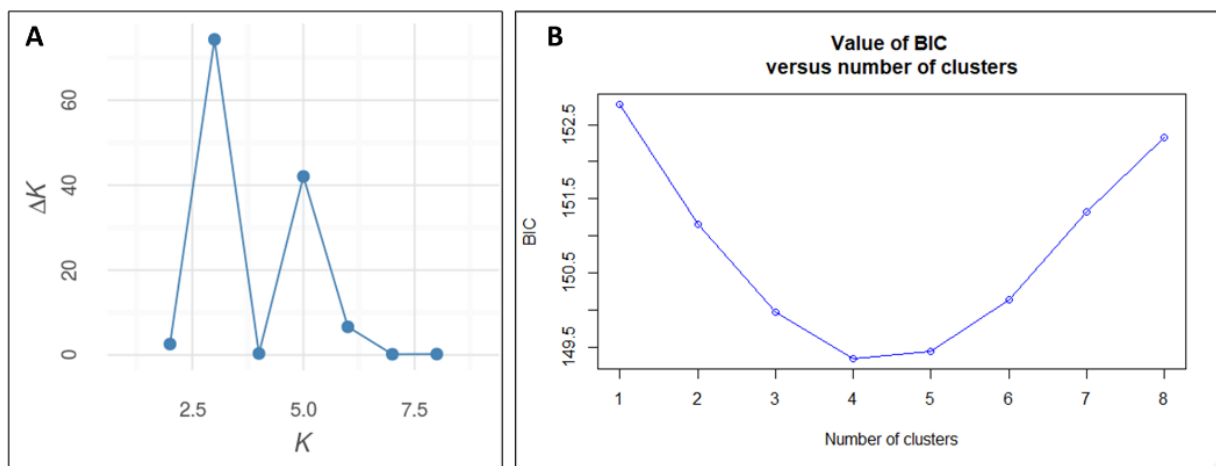 A
60
40
20
0
ΔK
2.5 5.0 7.5
K
B
Value of BIC
versus number of clusters
152.5
151.5
150.5
149.5
BIC
1 2 3 4 5 6 7 8
Number of clusters